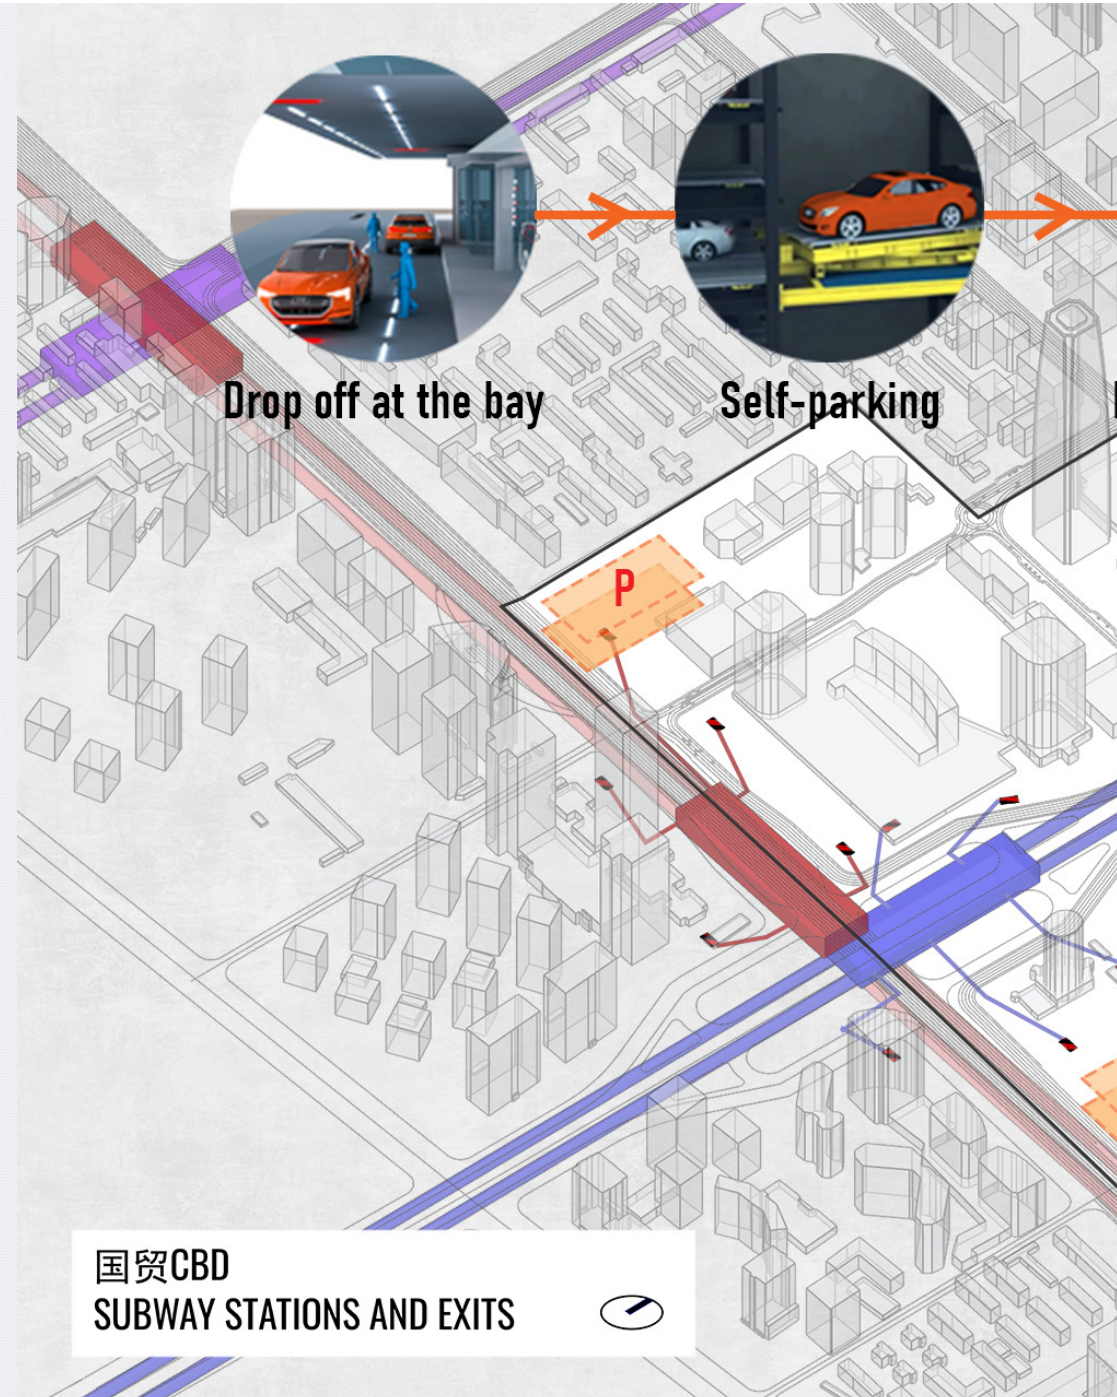 Drop off at the bay
Self-parking
P
国贸CBD
SUBWAY STATIONS AND EXITS